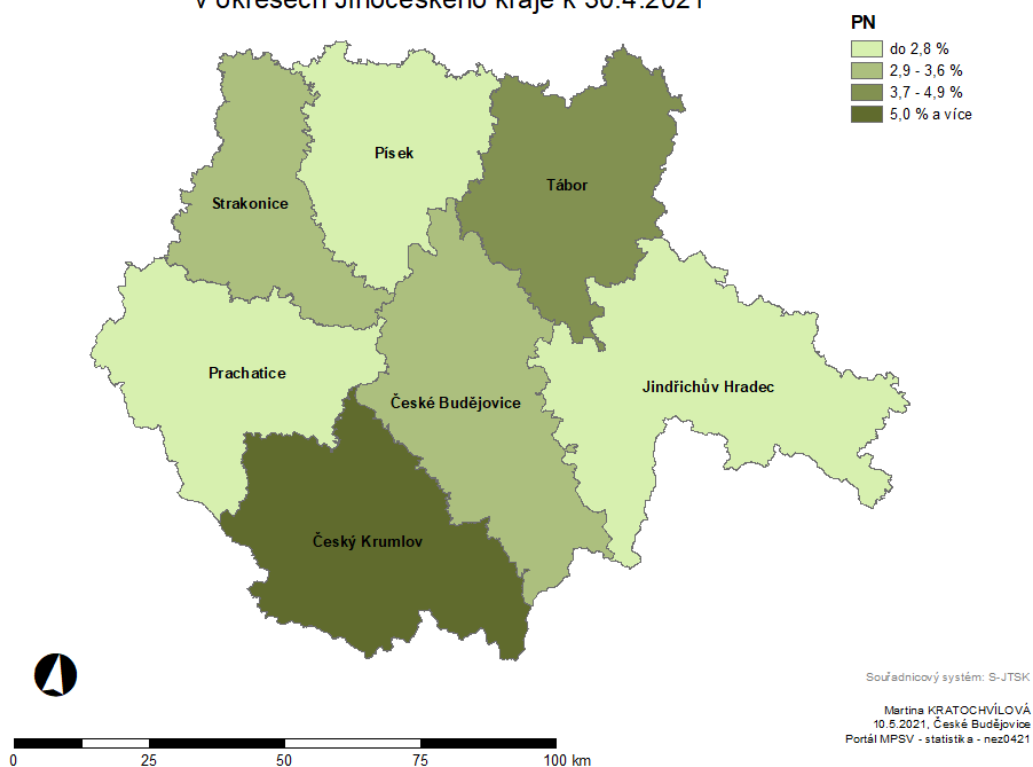 v okresech Jihočeského kraje k 30.4.2021
PN
do 2,8 %
2,9 - 3,6 %
3,7 - 4,9 %
5,0 % a více
Písek
Tábor
Strakonice
Prachatice
Jindřichův Hradec
České Budějovice
Český Krumlov
Souřadnicový systém: S-JTSK
Martina KRATOCHVÍLOVÁ
10.5.2021, České Budějovice
Portál MPSV - statistika - nez0421
0 25 50 75 100 km